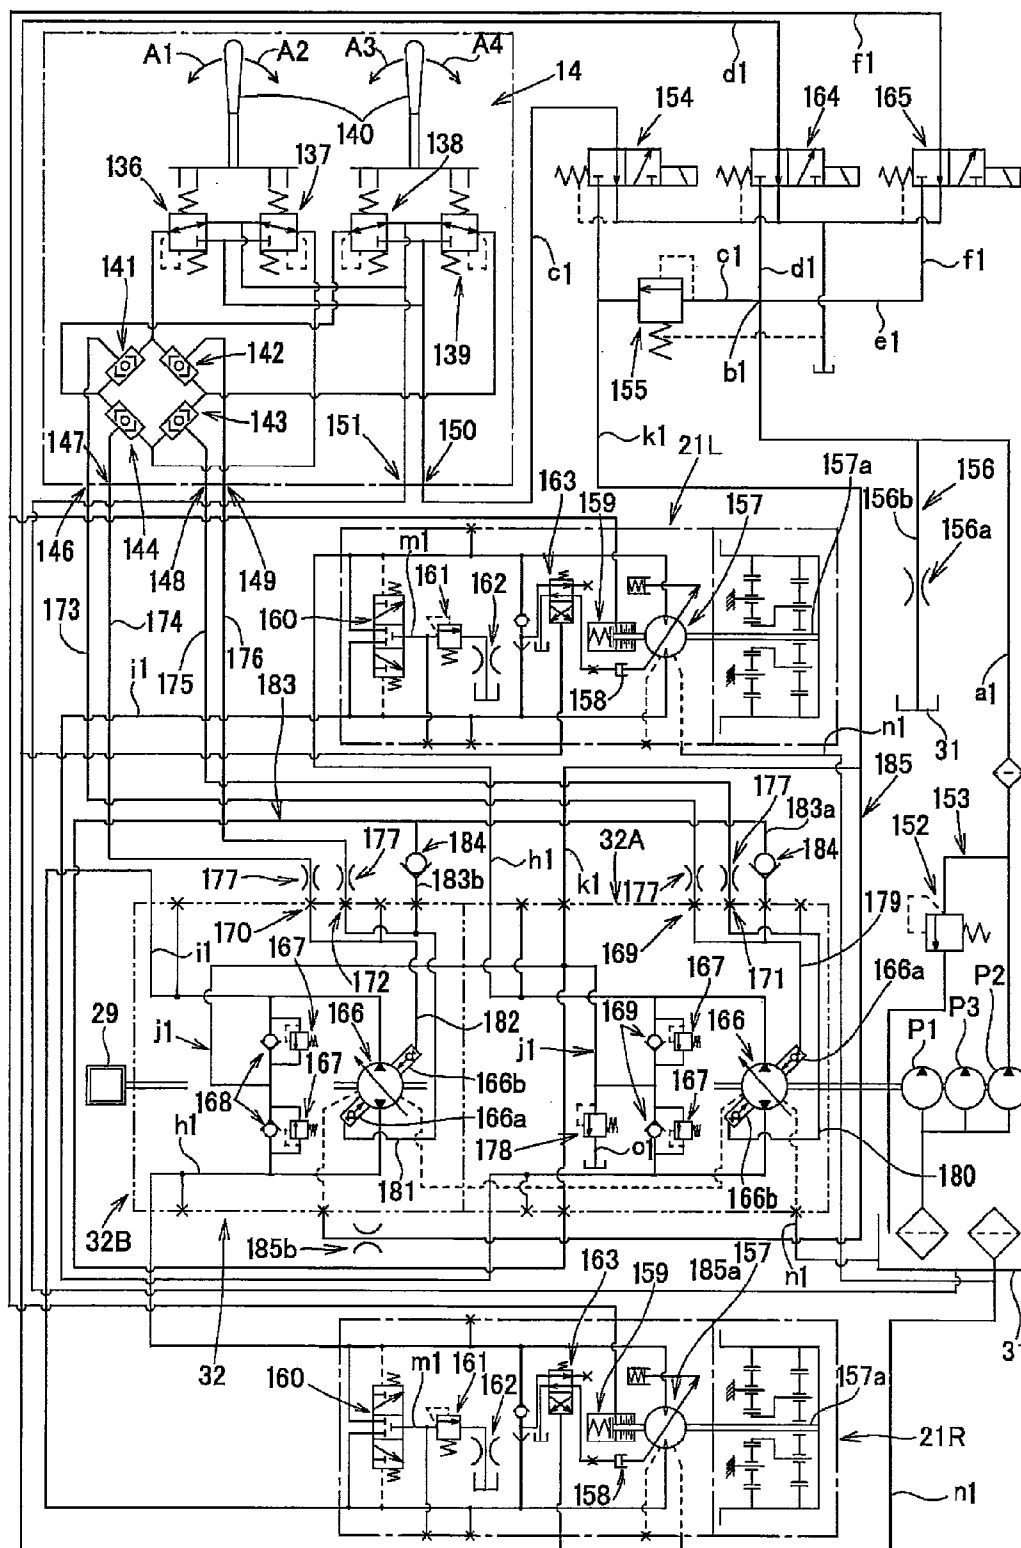 f1
d1
A1 A2 A3 A4
14
154 164 165
140
136 137 138
c1
141
c1 d1 f1
139
142
155 b1 e1
143
147 151 150
k1 21L 157a
163 159 157 156
156b
156a
146 144 148 149
m1 161
162
160
173 174
175 176
i1
158
183
a1
n1 31
185
177
183a
153
184 32A 184
152
177 177
183b h1 k1 177
179
170 169
i1 167 172 167 171 166a
P2
P3
P1
29 166 182 169 166
j1 j1
166b
168 167 167
166a 178
h1 o1
181 166b 180
32B 185b n1
163 157
159 185a
31
32 m1 161
160 162 157a
21R
158
n1